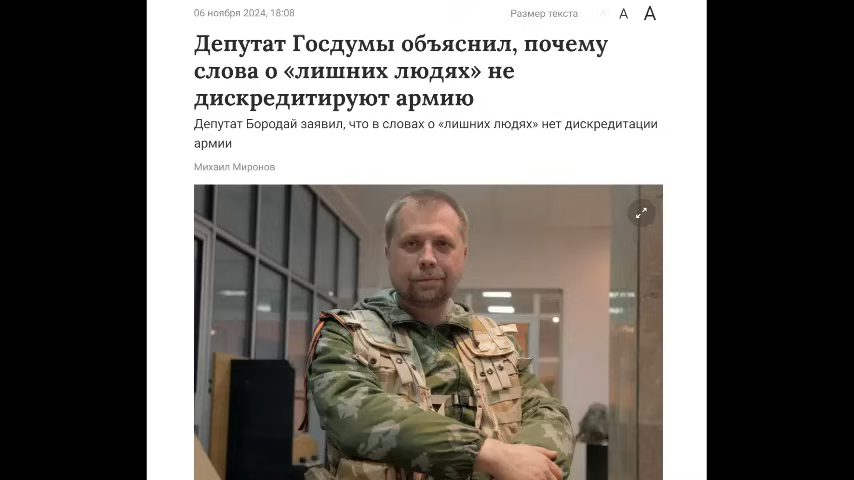 06 ноября 2024, 18:08
Размер текста A A A
Депутат Госдумы объяснил, почему
слова о «лишних людях» не
дискредитируют армию
Депутат Бородай заявил, что в словах о «лишних людях» нет дискредитации
армии
Михаил Миронов